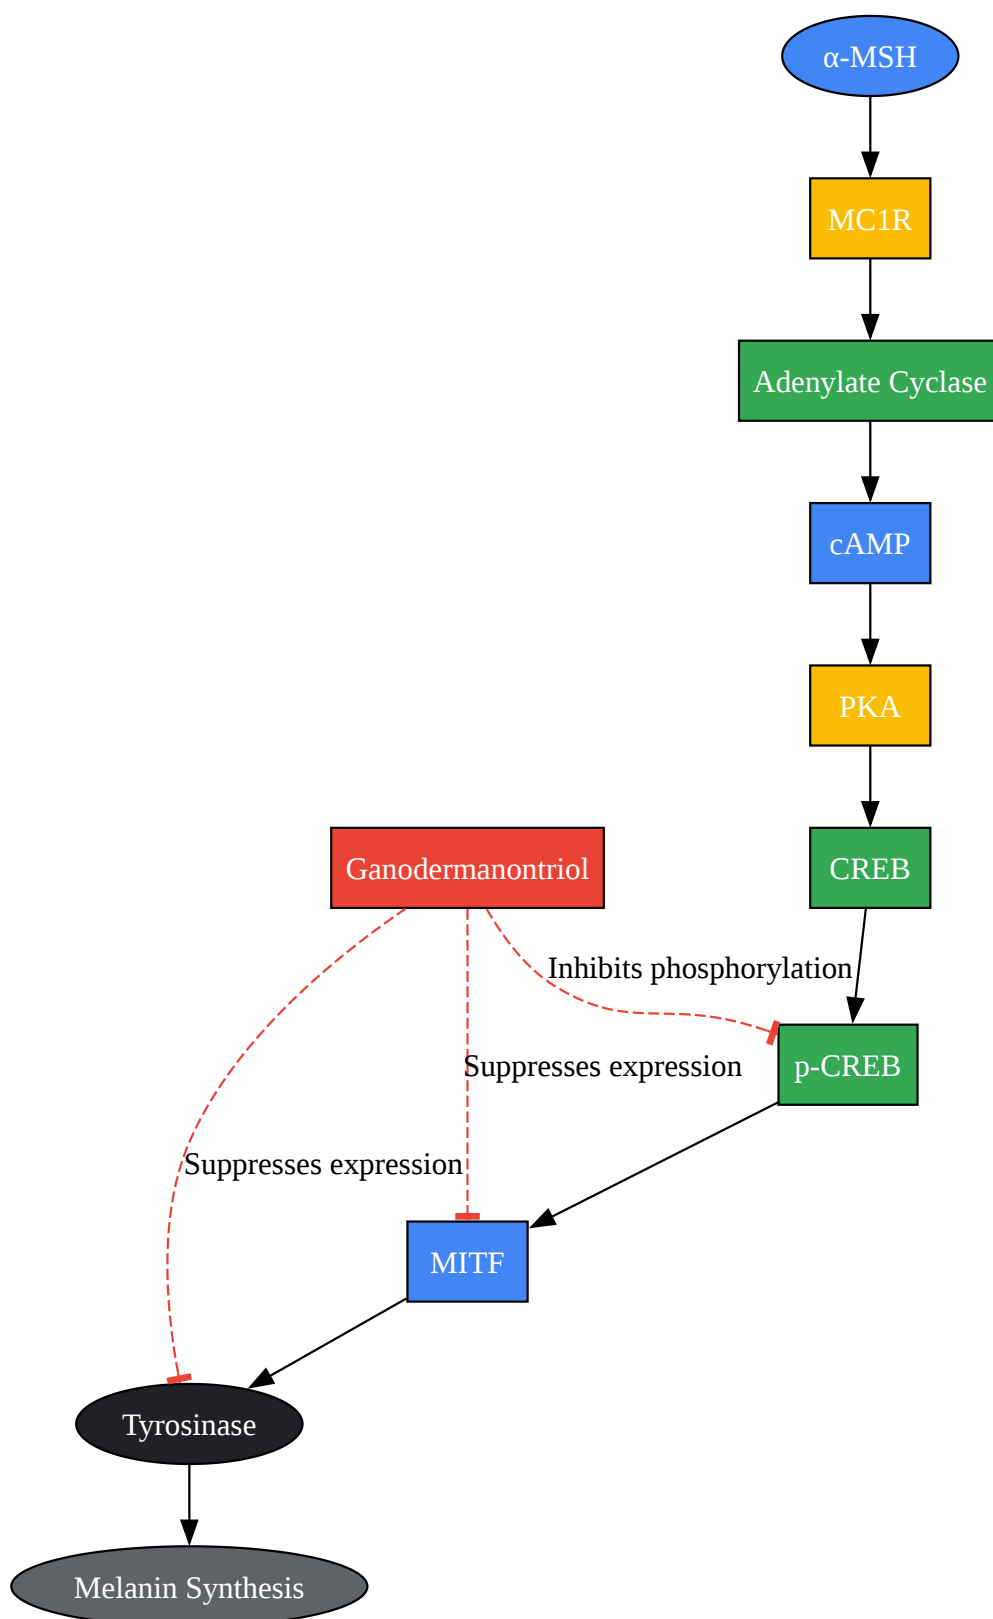 α-MSH
MC1R
Adenylate Cyclase
cAMP
PKA
Ganodermanontriol
CREB
Inhibits phosphorylation
Suppresses expression
p-CREB
Suppresses expression
MITF
Tyrosinase
Melanin Synthesis